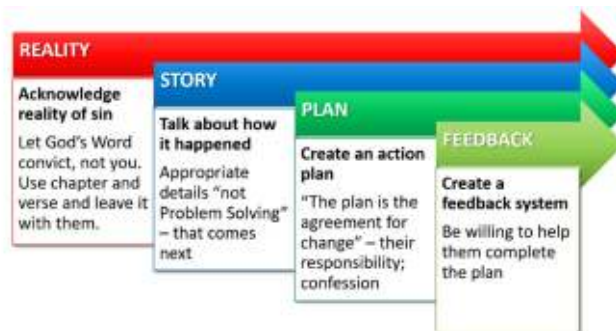 REALITY
Acknowledge
reality of sin
Let God's Word
convict, not you.
Use chapter and
verse and leave it
with them.
STORY
Talk about how
it happened
Appropriate
details "not
Problem Solving"
– that comes
next
PLAN
Create an action
plan
"The plan is the
agreement for
change" – their
responsibility;
confession
FEEDBACK
Create a
feedback system
Be willing to help
them complete
the plan